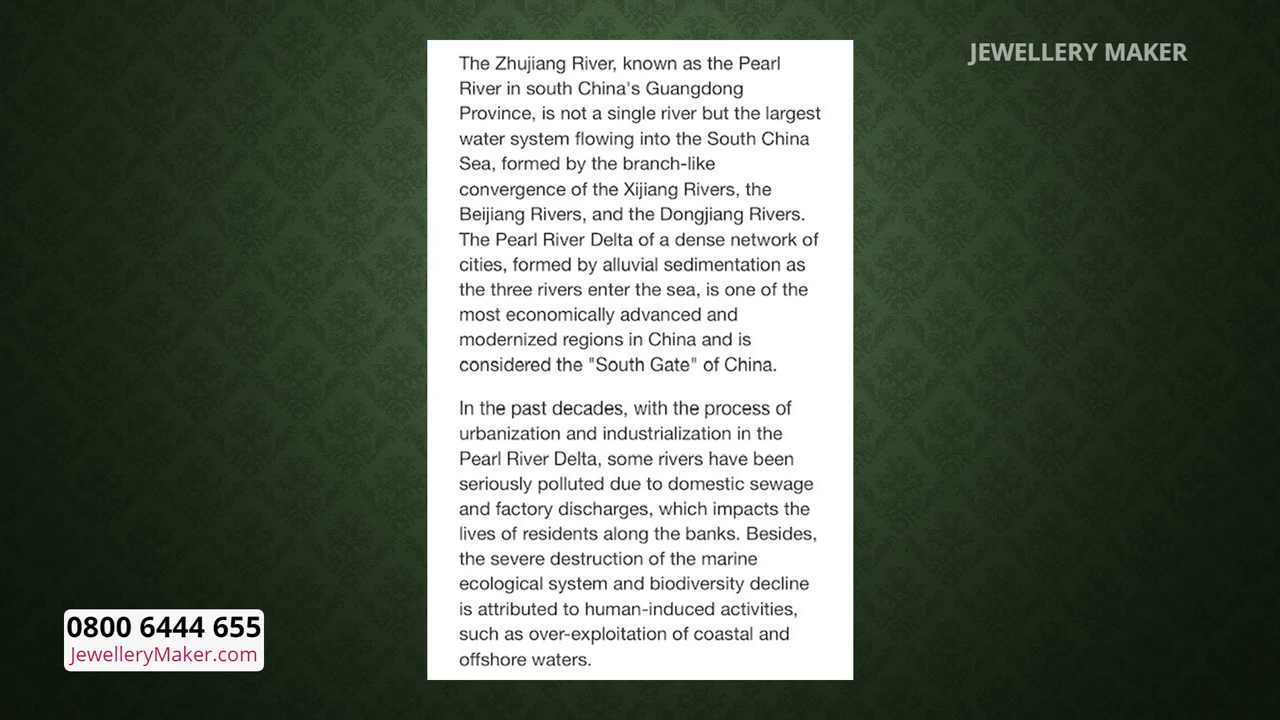 JEWELLERY MAKER
The Zhujiang River, known as the Pearl
River in south China's Guangdong
Province, is not a single river but the largest
water system flowing into the South China
Sea, formed by the branch-like
convergence of the Xijiang Rivers, the
Beijiang Rivers, and the Dongjiang Rivers.
The Pearl River Delta of a dense network of
cities, formed by alluvial sedimentation as
the three rivers enter the sea, is one of the
most economically advanced and
modernized regions in China and is
considered the "South Gate" of China.
In the past decades, with the process of
urbanization and industrialization in the
Pearl River Delta, some rivers have been
seriously polluted due to domestic sewage
and factory discharges, which impacts the
lives of residents along the banks. Besides,
the severe destruction of the marine
ecological system and biodiversity decline
is attributed to human-induced activities,
such as over-exploitation of coastal and
offshore waters.
0800 6444 655
JewelleryMaker.com